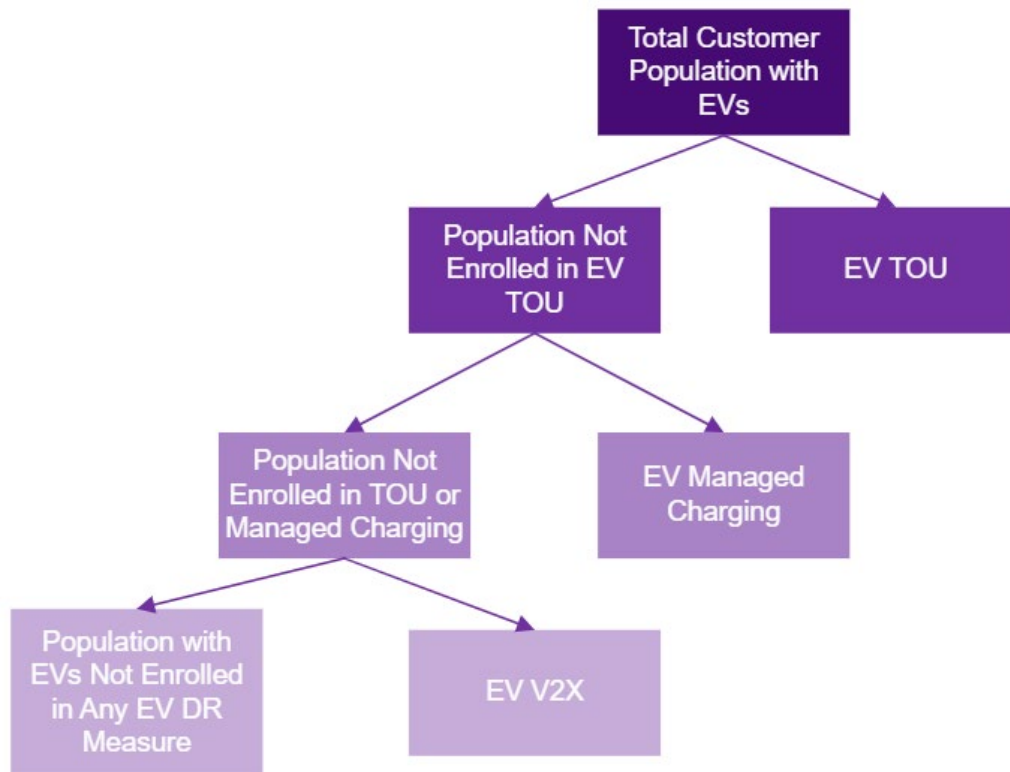 Total Customer
Population with
EVs
Population Not
Enrolled in EV
TOU
EV TOU
Population Not
Enrolled in TOU or
Managed Charging
EV Managed
Charging
Population with
EVs Not Enrolled
in Any EV DR
Measure
EV V2X